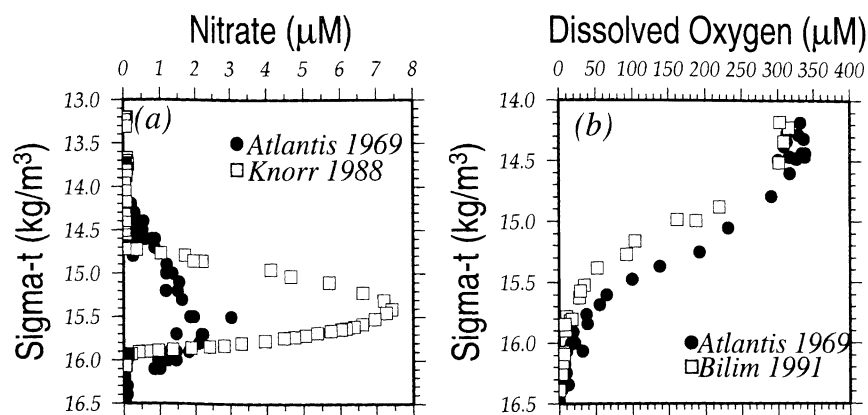 Nitrate (μM)
0 1 2 3 4 5 6 7 8
13.0
13.5
14.0
14.5
15.0
15.5
16.0
16.5
Sigma-t (kg/m³)
(a)
Atlantis 1969
Knorr 1988
Dissolved Oxygen (μM)
0 50 100 150 200 250 300 350 400
14.0
14.5
15.0
15.5
16.0
16.5
Sigma-t (kg/m³)
(b)
Atlantis 1969
Bilim 1991